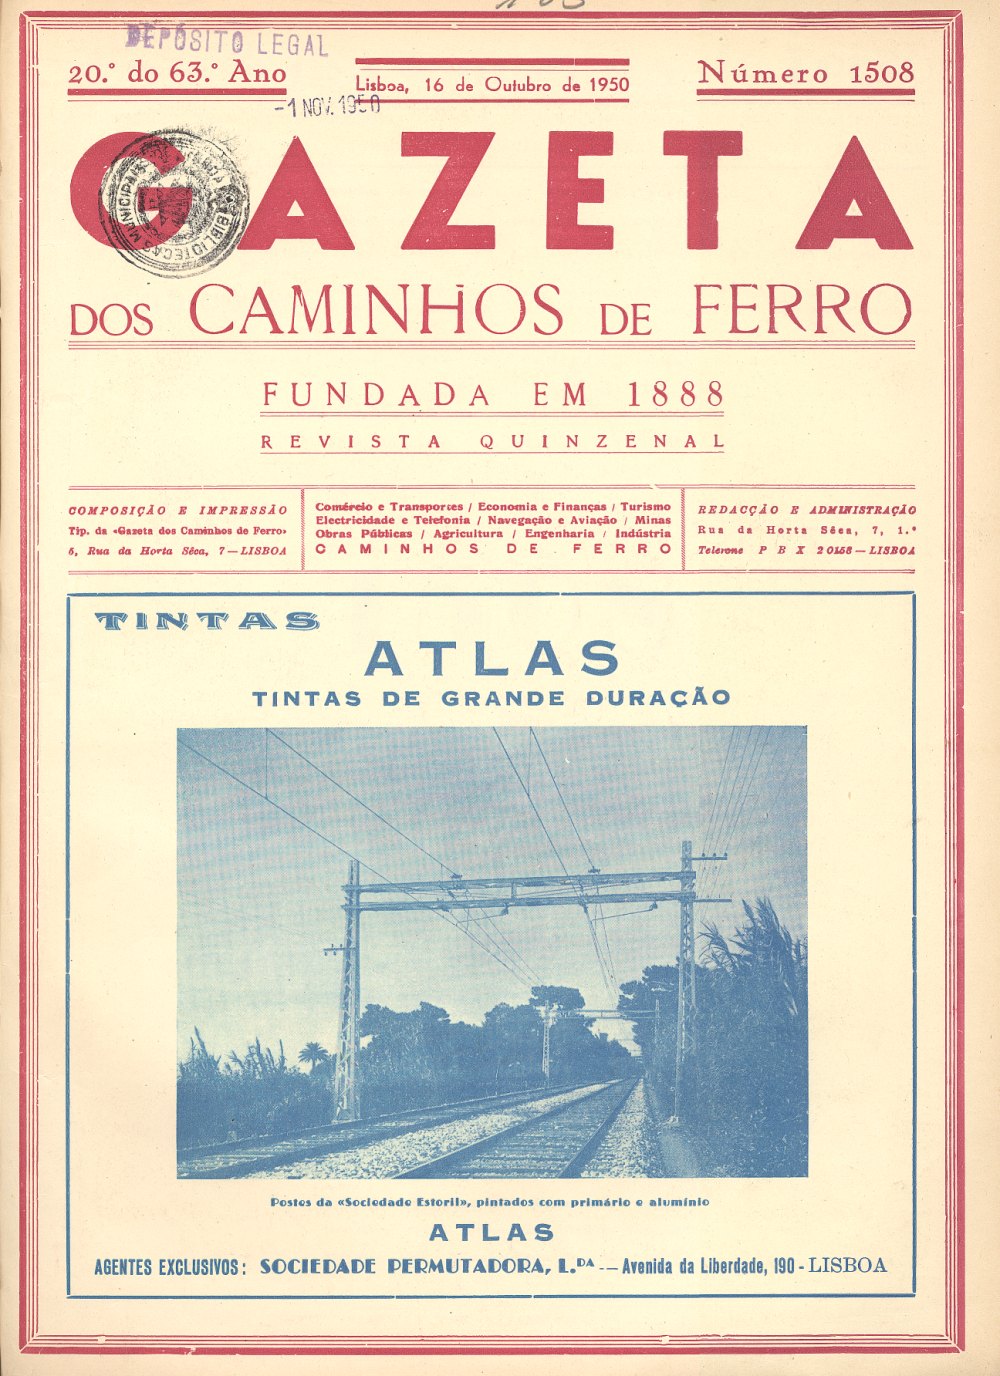 DEPÓSITO LEGAL
20.º do 63.º Ano
Lisboa, 16 de Outubro de 1950
Número 1508
-1 NOV. 1950
GAZETA
BIBLIOTECAS MUNICIPAIS
DOS CAMINHOS DE FERRO
FUNDADA EM 1888
REVISTA QUINZENAL
COMPOSIÇÃO E IMPRESSÃO
Tip. da «Gazeta dos Caminhos de Ferro»
5, Rua da Horta Sêca, 7 — LISBOA
Comércio e Transportes / Economia e Finanças / Turismo
Electricidade e Telefonia / Navegação e Aviação / Minas
Obras Públicas / Agricultura / Engenharia / Indústria
CAMINHOS DE FERRO
REDACÇÃO E ADMINISTRAÇÃO
Rua da Horta Sêca, 7, 1.º
Telefone P B X 20158 — LISBOA
TINTAS
ATLAS
TINTAS DE GRANDE DURAÇÃO
Postes da «Sociedade Estoril», pintados com primário e alumínio
ATLAS
AGENTES EXCLUSIVOS: SOCIEDADE PERMUTADORA, L.DA -— Avenida da Liberdade, 190 - LISBOA